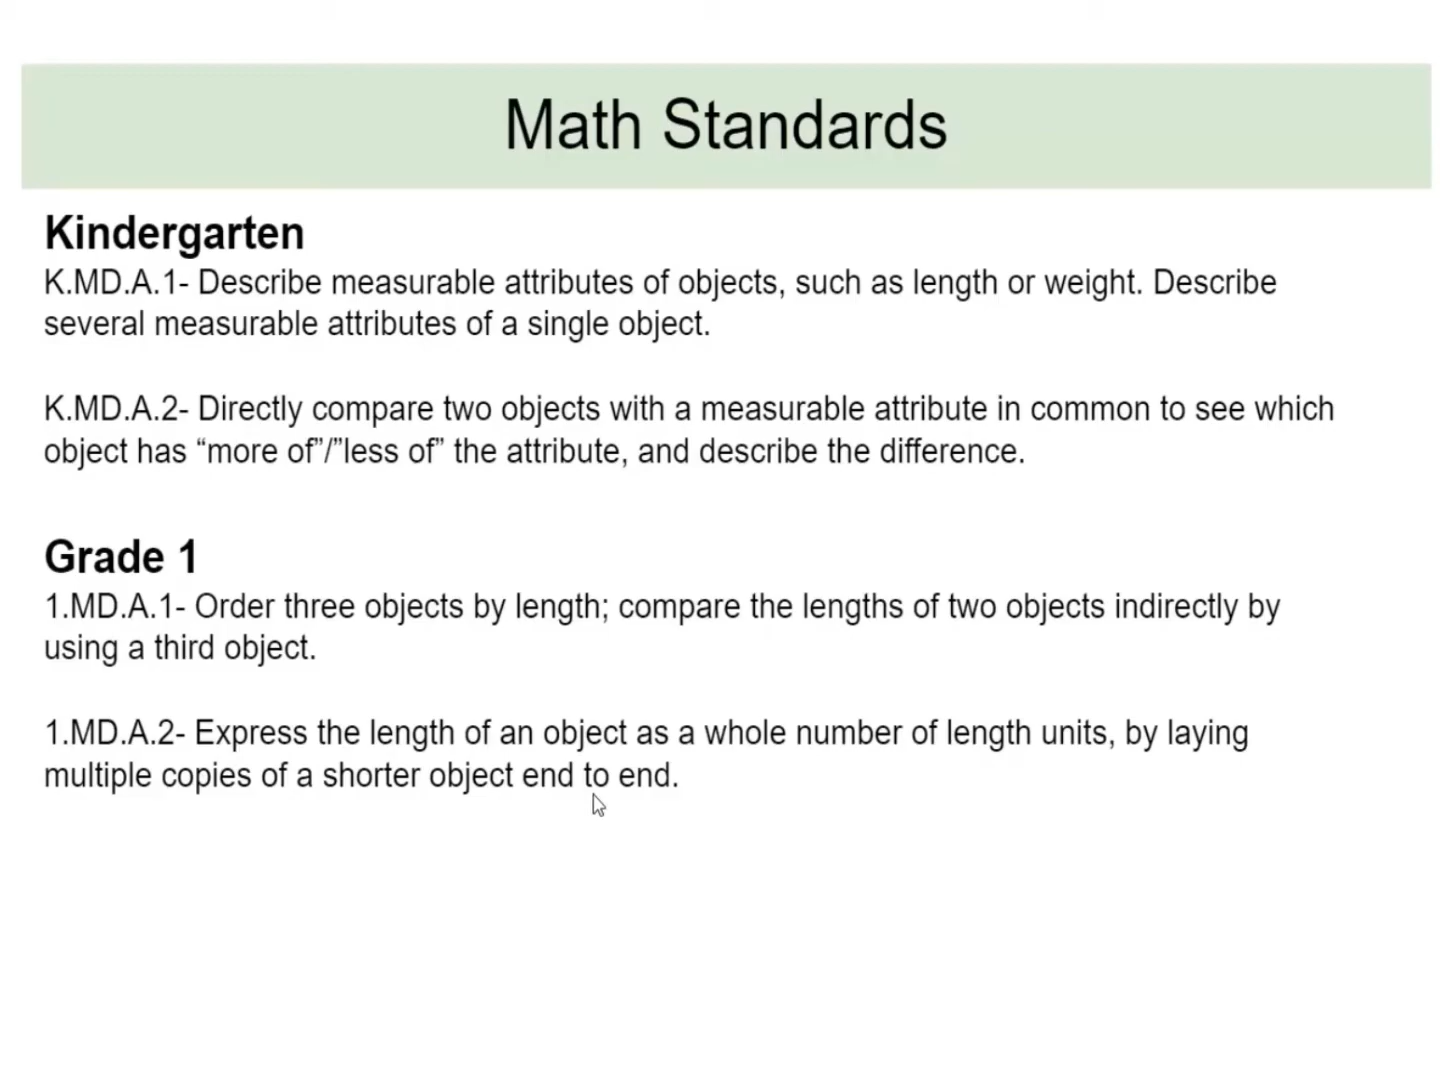 Math Standards
Kindergarten
K.MD.A.1- Describe measurable attributes of objects, such as length or weight. Describe
several measurable attributes of a single object.
K.MD.A.2- Directly compare two objects with a measurable attribute in common to see which
object has “more of”/”less of” the attribute, and describe the difference.
Grade 1
1.MD.A.1- Order three objects by length; compare the lengths of two objects indirectly by
using a third object.
1.MD.A.2- Express the length of an object as a whole number of length units, by laying
multiple copies of a shorter object end to end.